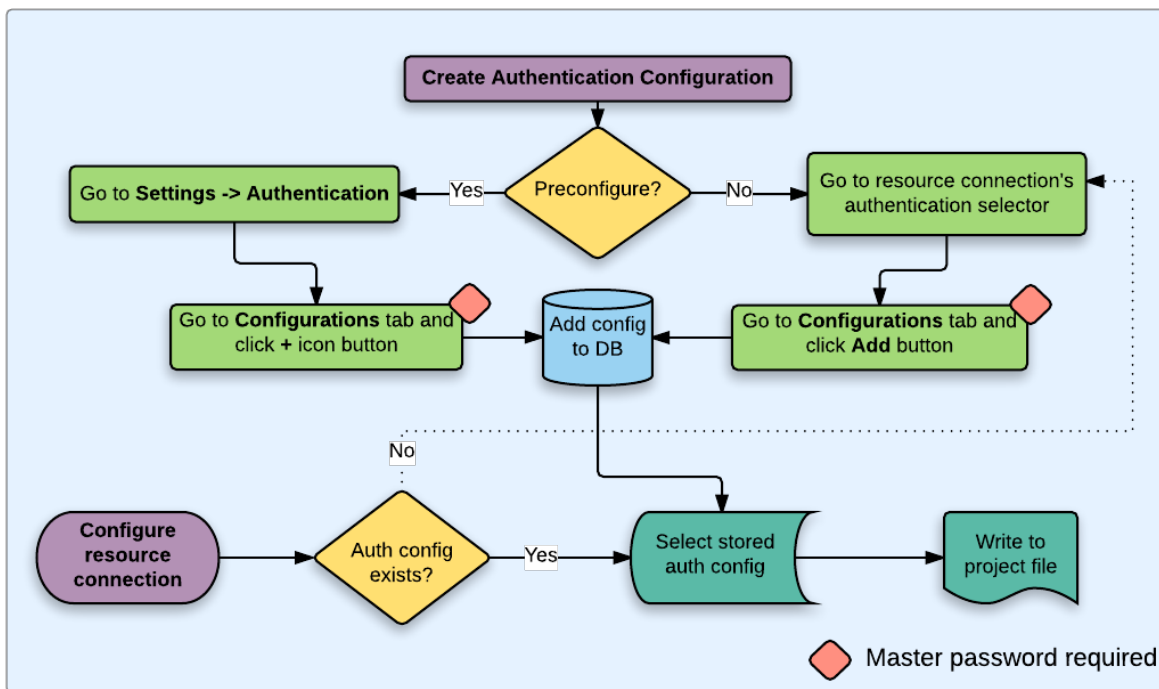 Create Authentication Configuration
Preconfigure?
Yes
No
Go to Settings -> Authentication
Go to resource connection's
authentication selector
Go to Configurations tab and
click + icon button
Add config
to DB
Go to Configurations tab and
click Add button
No
Configure
resource
connection
Auth config
exists?
Yes
Select stored
auth config
Write to
project file
Master password required